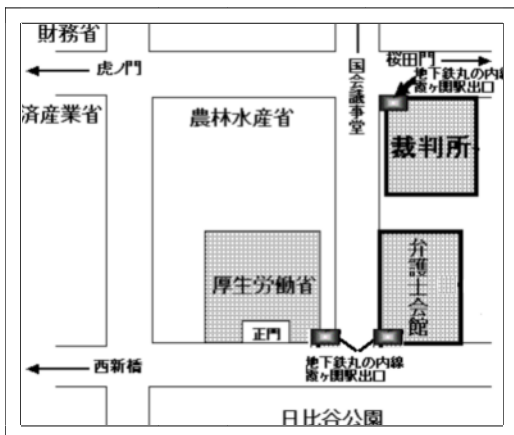 財務省
虎ノ門
桜田門
地下鉄丸の内線
霞ヶ関駅出口
国会議事堂
済産業省
農林水産省
裁判所
弁護士会館
厚生労働省
正門
地下鉄丸の内線
霞ヶ関駅出口
西新橋
日比谷公園